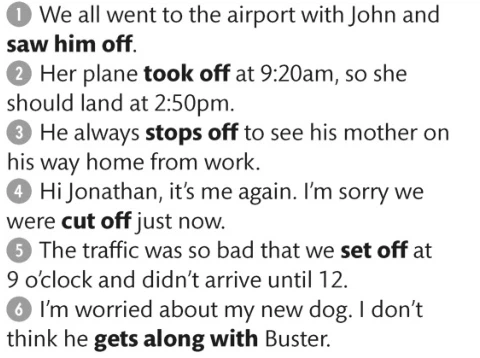 1 We all went to the airport with John and
saw him off.
2 Her plane took off at 9:20am, so she
should land at 2:50pm.
3 He always stops off to see his mother on
his way home from work.
4 Hi Jonathan, it's me again. I'm sorry we
were cut off just now.
5 The traffic was so bad that we set off at
9 o'clock and didn't arrive until 12.
6 I'm worried about my new dog. I don't
think he gets along with Buster.